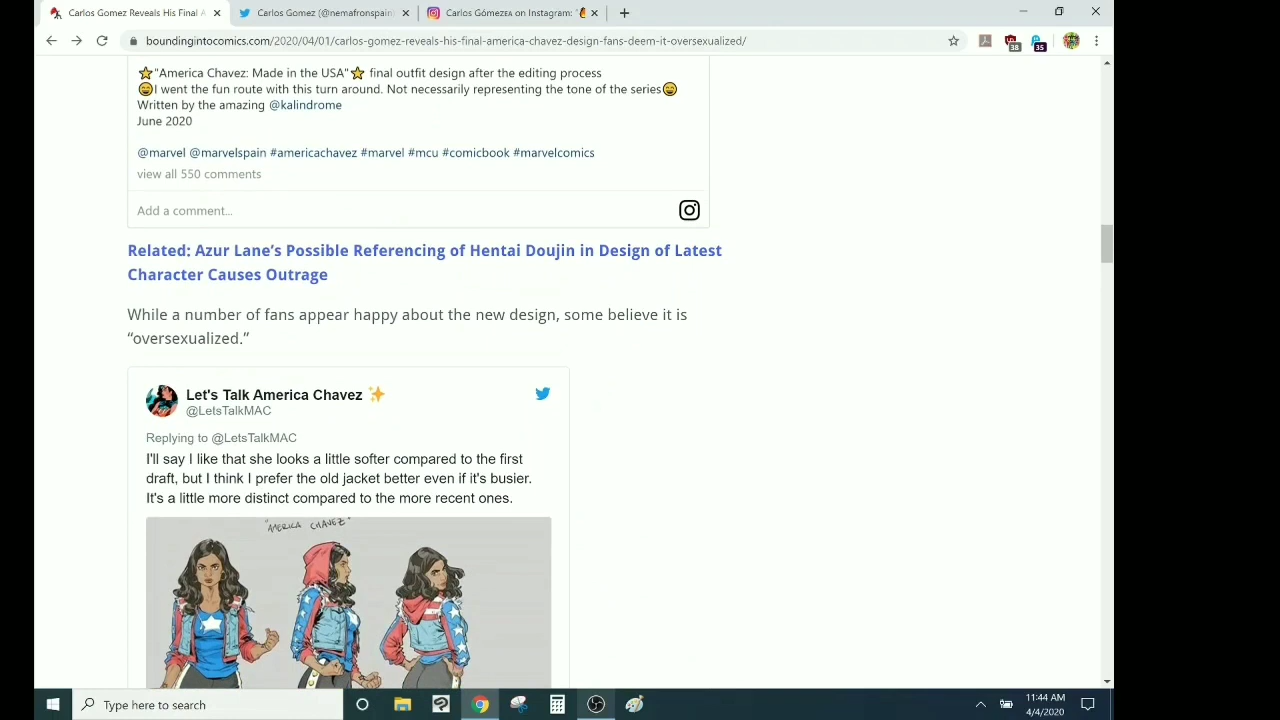 Carlos Gomez Reveals His Final A
Carlos Gomez (@nemafronspain
Carlos Gómez on Instagram: "
boundingintocomics.com/2020/04/01/carlos-gomez-reveals-his-final-america-chavez-design-fans-deem-it-oversexualized/
38
35
⭐"America Chavez: Made in the USA"⭐ final outfit design after the editing process
😄I went the fun route with this turn around. Not necessarily representing the tone of the series😄
Written by the amazing @kalindrome
June 2020
@marvel @marvelspain #americachavez #marvel #mcu #comicbook #marvelcomics
view all 550 comments
Add a comment...
Related: Azur Lane's Possible Referencing of Hentai Doujin in Design of Latest
Character Causes Outrage
While a number of fans appear happy about the new design, some believe it is
“oversexualized.”
Let's Talk America Chavez ✨
@LetsTalkMAC
Replying to @LetsTalkMAC
I'll say I like that she looks a little softer compared to the first
draft, but I think I prefer the old jacket better even if it's busier.
It's a little more distinct compared to the more recent ones.
"AMERICA CHAVEZ"
Type here to search
11:44 AM
4/4/2020